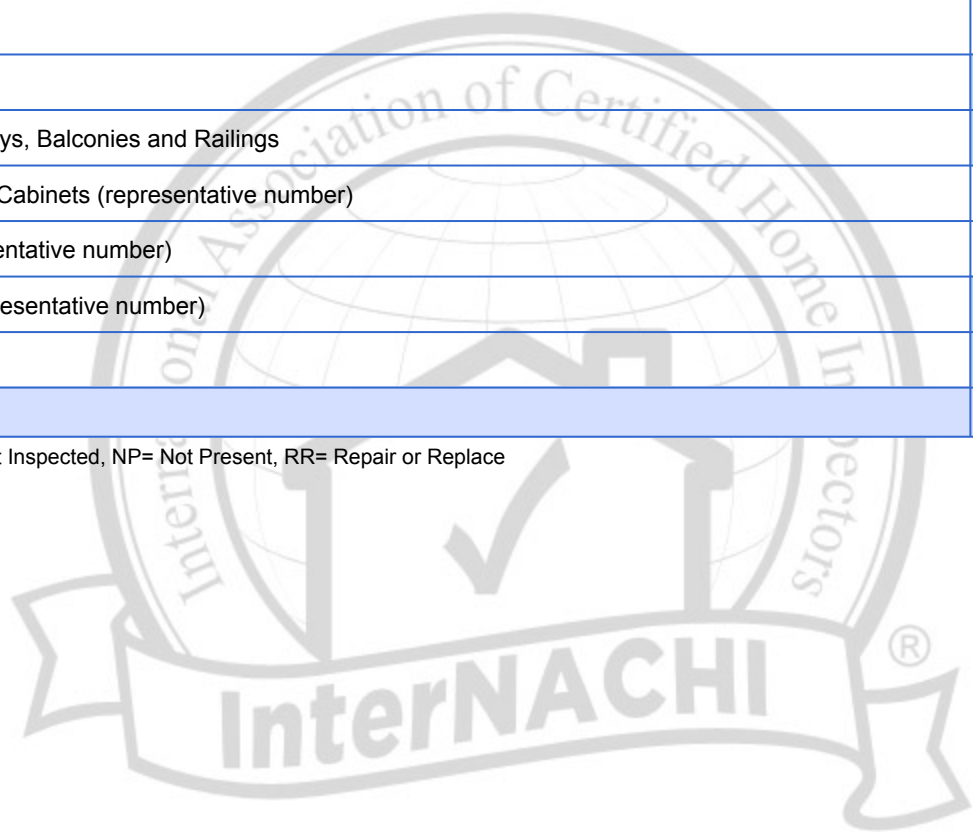 International Association of Certified Home Inspectors
ys, Balconies and Railings
Cabinets (representative number)
entative number)
resentative number)
Inspected, NP= Not Present, RR= Repair or Replace
InterNACHI
®